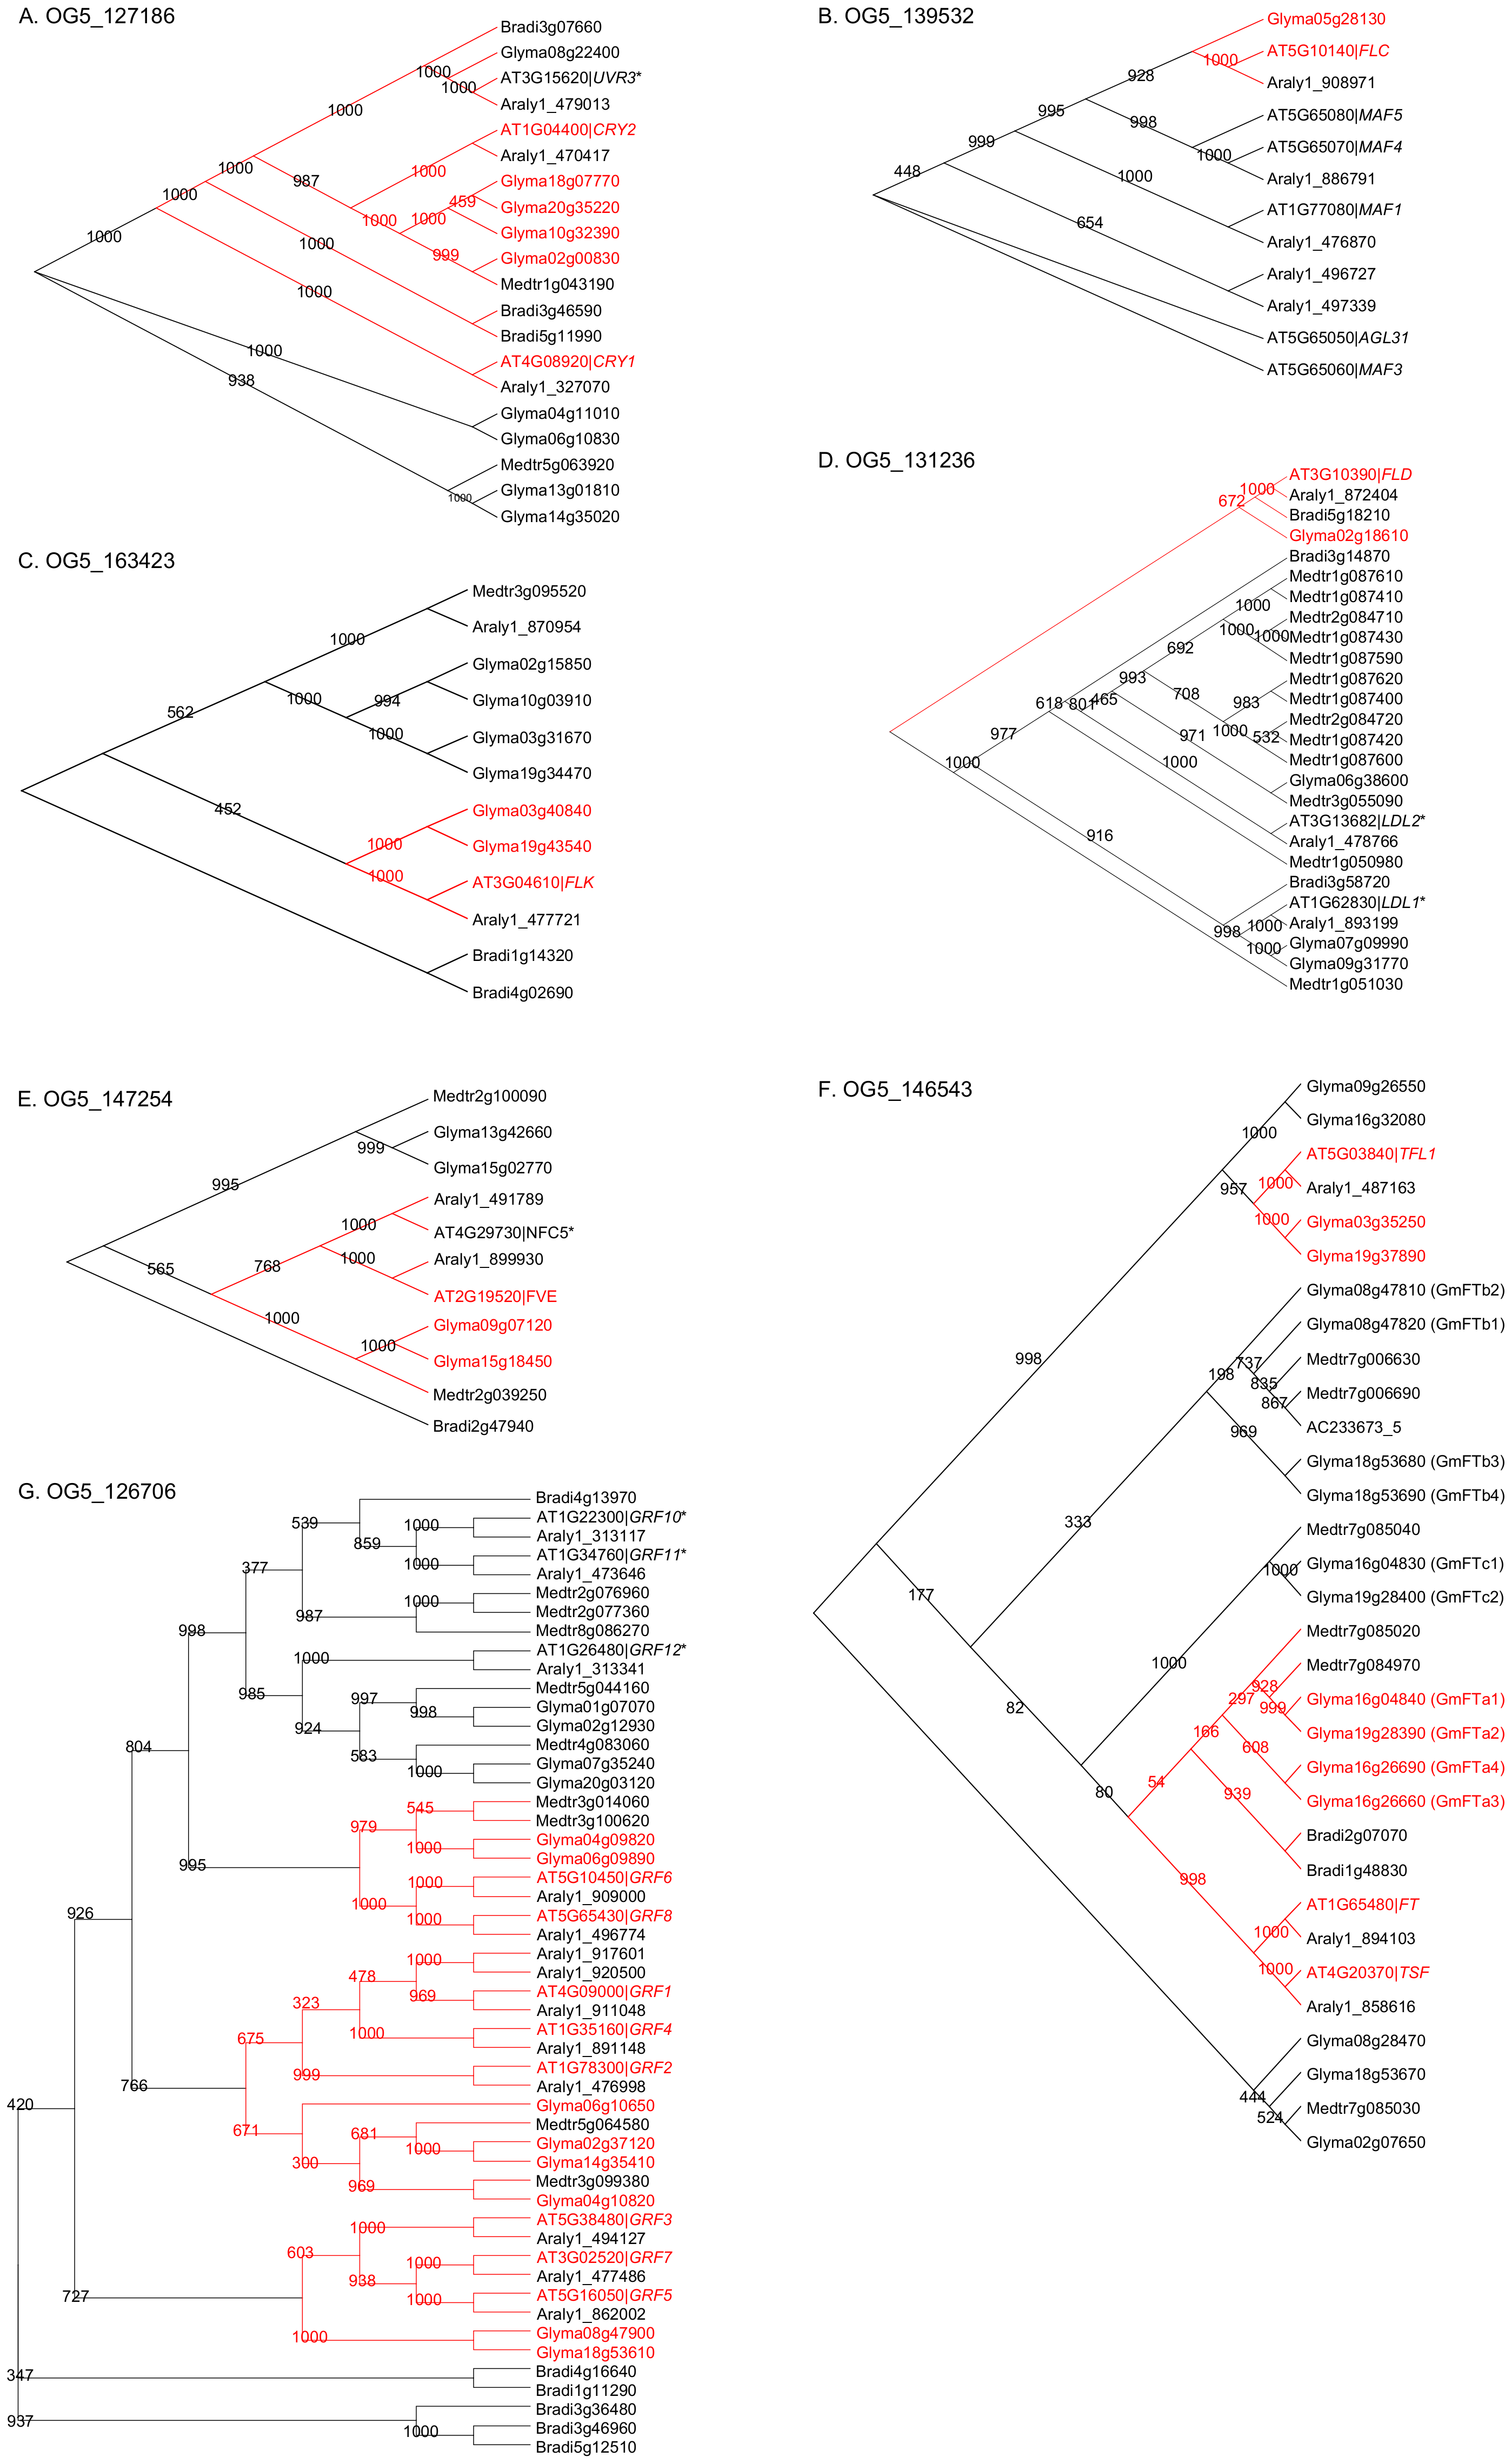 A. OG5_127186
Bradi3g07660
Glyma08g22400
1000
AT3G15620|UVR3*
1000
Araly1_479013
1000
AT1G04400|CRY2
Araly1_470417
1000
1000
987
Glyma18g07770
1000
459
Glyma20g35220
1000
1000
Glyma10g32390
1000
1000
999
Glyma02g00830
Medtr1g043190
1000
Bradi3g46590
Bradi5g11990
1000
AT4G08920|CRY1
938
Araly1_327070
Glyma04g11010
Glyma06g10830
Medtr5g063920
Glyma13g01810
1000
Glyma14g35020
B. OG5_139532
Glyma05g28130
AT5G10140|FLC
1000
928
Araly1_908971
995
AT5G65080|MAF5
998
999
AT5G65070|MAF4
1000
448
Araly1_886791
1000
AT1G77080|MAF1
654
Araly1_476870
Araly1_496727
Araly1_497339
AT5G65050|AGL31
AT5G65060|MAF3
C. OG5_163423
Medtr3g095520
Araly1_870954
1000
Glyma02g15850
1000
994
Glyma10g03910
562
1000
Glyma03g31670
Glyma19g34470
452
Glyma03g40840
1000
Glyma19g43540
1000
AT3G04610|FLK
Araly1_477721
Bradi1g14320
Bradi4g02690
D. OG5_131236
AT3G10390|FLD
1000
Araly1_872404
672
Bradi5g18210
Glyma02g18610
Bradi3g14870
Medtr1g087610
Medtr1g087410
1000
Medtr2g084710
1000
1000
Medtr1g087430
692
Medtr1g087590
993
Medtr1g087620
708
618
801
465
983
Medtr1g087400
Medtr2g084720
977
971
1000
532
Medtr1g087420
1000
1000
Medtr1g087600
Glyma06g38600
Medtr3g055090
AT3G13682|LDL2*
916
Araly1_478766
Medtr1g050980
Bradi3g58720
AT1G62830|LDL1*
998
1000
Araly1_893199
1000
Glyma07g09990
Glyma09g31770
Medtr1g051030
E. OG5_147254
Medtr2g100090
Glyma13g42660
999
Glyma15g02770
995
Araly1_491789
1000
AT4G29730|NFC5*
565
768
1000
Araly1_899930
AT2G19520|FVE
1000
Glyma09g07120
1000
Glyma15g18450
Medtr2g039250
Bradi2g47940
F. OG5_146543
Glyma09g26550
Glyma16g32080
1000
AT5G03840|TFL1
957
1000
Araly1_487163
1000
Glyma03g35250
Glyma19g37890
Glyma08g47810 (GmFTb2)
Glyma08g47820 (GmFTb1)
998
737
Medtr7g006630
198
835
Medtr7g006690
867
AC233673_5
969
Glyma18g53680 (GmFTb3)
Glyma18g53690 (GmFTb4)
333
Medtr7g085040
1000
Glyma16g04830 (GmFTc1)
177
Glyma19g28400 (GmFTc2)
Medtr7g085020
1000
Medtr7g084970
928
297
999
Glyma16g04840 (GmFTa1)
82
166
Glyma19g28390 (GmFTa2)
608
Glyma16g26690 (GmFTa4)
54
80
939
Glyma16g26660 (GmFTa3)
Bradi2g07070
Bradi1g48830
998
AT1G65480|FT
1000
Araly1_894103
1000
AT4G20370|TSF
Araly1_858616
Glyma08g28470
Glyma18g53670
444
Medtr7g085030
524
Glyma02g07650
G. OG5_126706
Bradi4g13970
539
1000
AT1G22300|GRF10*
859
Araly1_313117
1000
AT1G34760|GRF11*
377
Araly1_473646
1000
Medtr2g076960
987
Medtr2g077360
998
Medtr8g086270
1000
AT1G26480|GRF12*
Araly1_313341
985
997
Medtr5g044160
998
Glyma01g07070
924
Glyma02g12930
804
583
Medtr4g083060
1000
Glyma07g35240
Glyma20g03120
545
Medtr3g014060
979
Medtr3g100620
1000
Glyma04g09820
995
Glyma06g09890
1000
AT5G10450|GRF6
1000
Araly1_909000
926
1000
AT5G65430|GRF8
Araly1_496774
1000
Araly1_917601
478
Araly1_920500
323
969
AT4G09000|GRF1
Araly1_911048
675
1000
AT1G35160|GRF4
Araly1_891148
766
999
AT1G78300|GRF2
Araly1_476998
420
Glyma06g10650
671
681
Medtr5g064580
300
1000
Glyma02g37120
Glyma14g35410
969
Medtr3g099380
Glyma04g10820
1000
AT5G38480|GRF3
603
Araly1_494127
1000
AT3G02520|GRF7
938
Araly1_477486
727
1000
AT5G16050|GRF5
Araly1_862002
1000
Glyma08g47900
Glyma18g53610
347
Bradi4g16640
Bradi1g11290
937
Bradi3g36480
1000
Bradi3g46960
Bradi5g12510